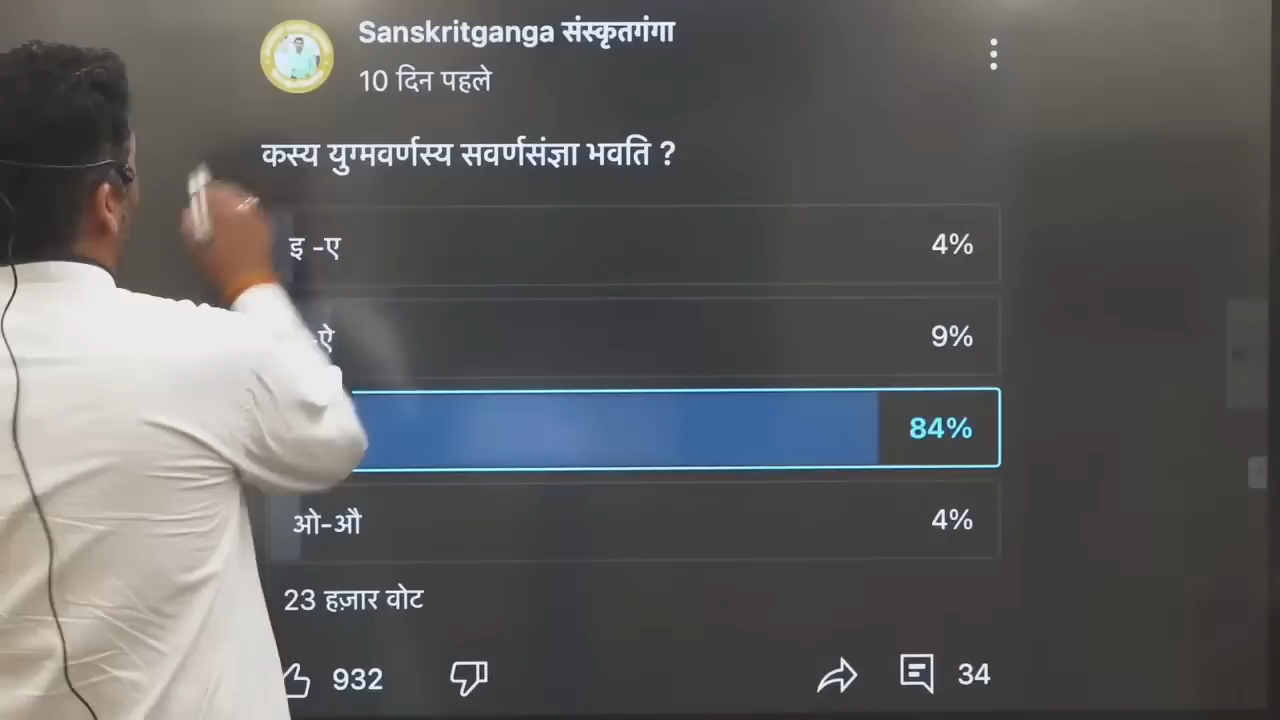 Sanskritganga संस्कृतगंगा
10 दिन पहले
कस्य युग्मवर्णस्य सवर्णसंज्ञा भवति ?
इ -ए
4%
-ऐ
9%
84%
ओ-औ
4%
23 हज़ार वोट
932
34